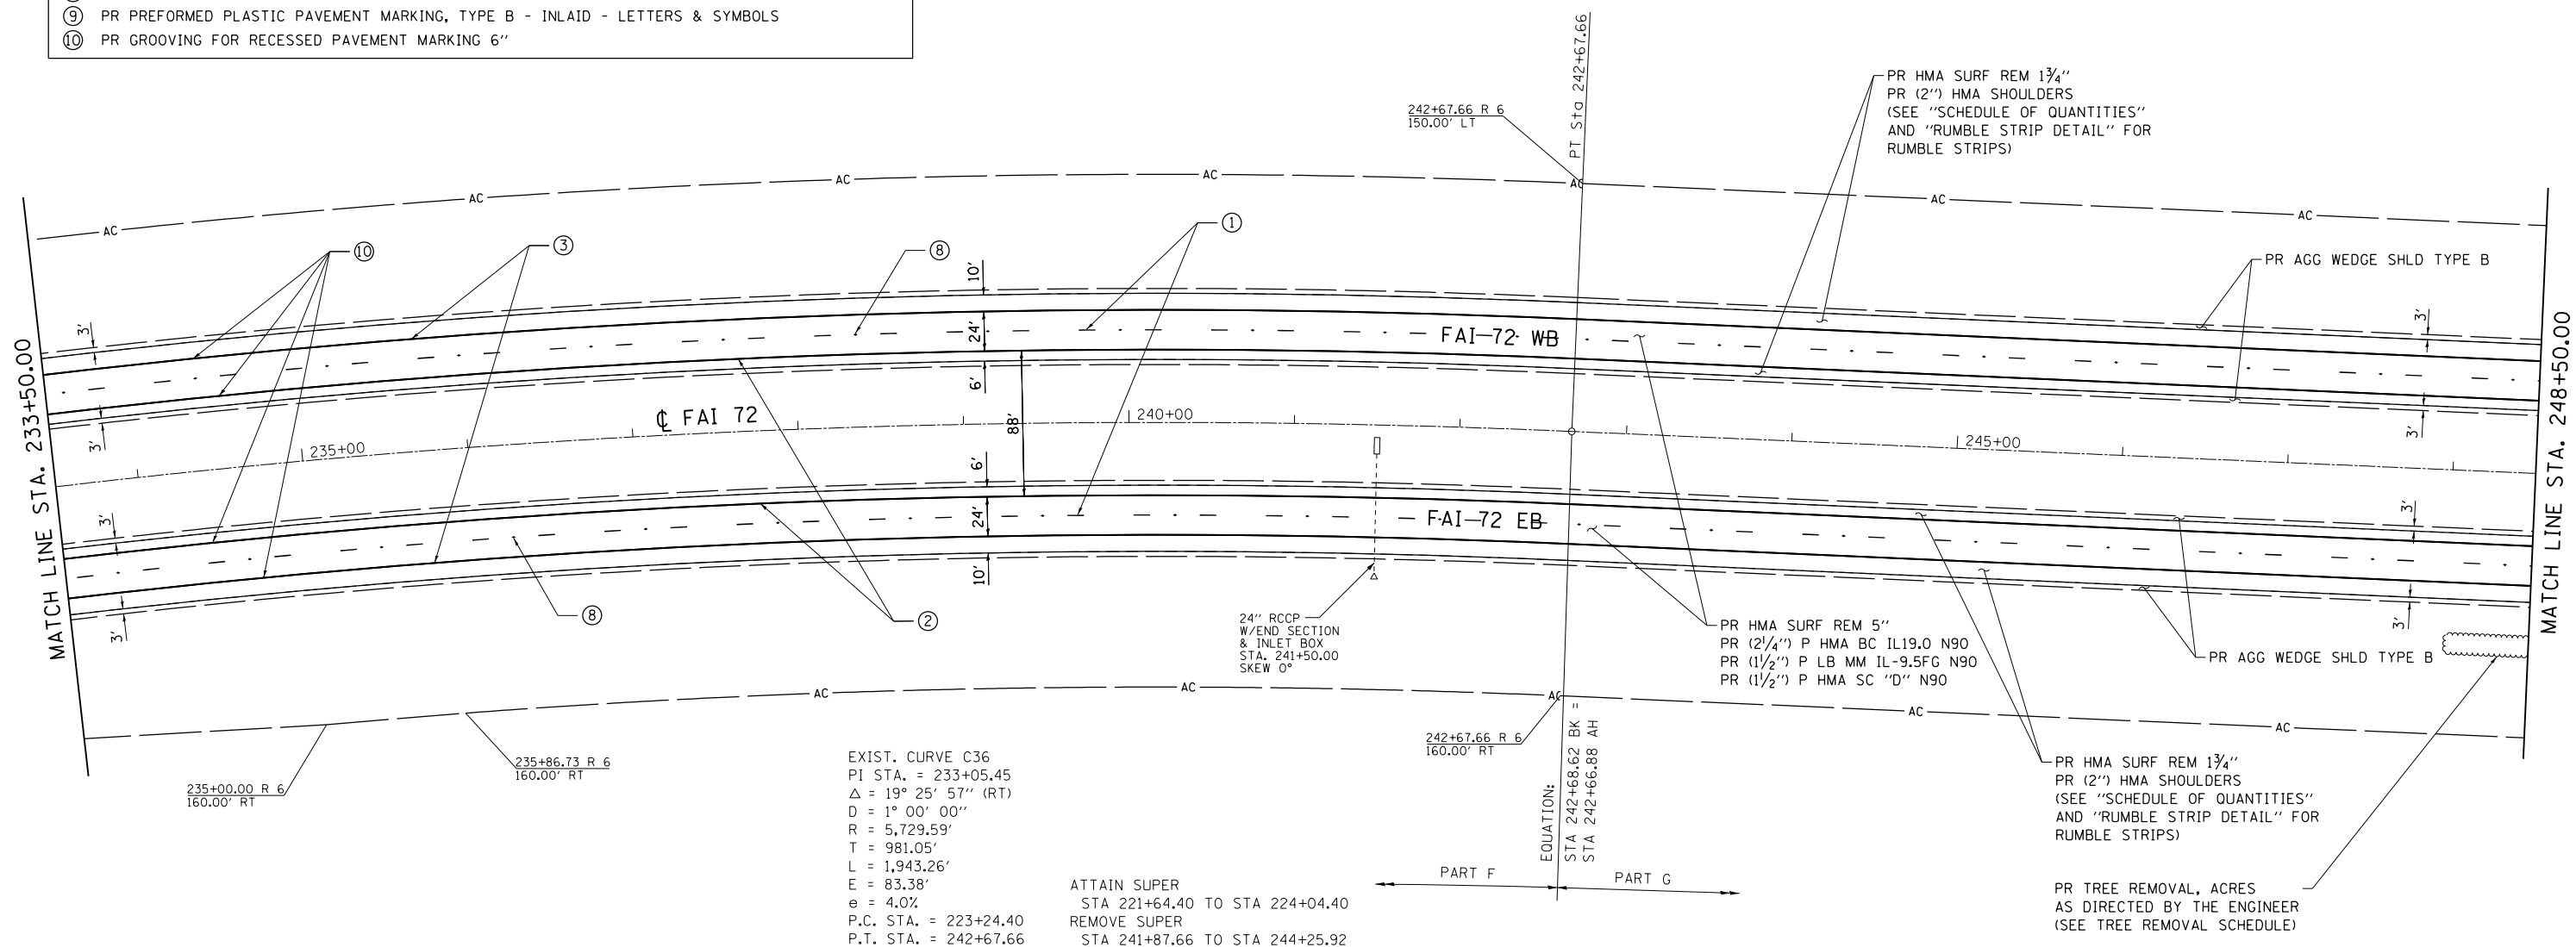 ⑨ PR PREFORMED PLASTIC PAVEMENT MARKING, TYPE B - INLAID - LETTERS & SYMBOLS
⑩ PR GROOVING FOR RECESSED PAVEMENT MARKING 6''
PT Sta 242+67.66
242+67.66 R 6
150.00' LT
PR HMA SURF REM 1¾''
PR (2'') HMA SHOULDERS
(SEE ''SCHEDULE OF QUANTITIES''
AND ''RUMBLE STRIP DETAIL'' FOR
RUMBLE STRIPS)
AC
AC
AC
AC
AC
AC
AC
⑩
③
⑧
①
PR AGG WEDGE SHLD TYPE B
MATCH LINE STA. 233+50.00
MATCH LINE STA. 248+50.00
3'
3'
10'
24'
6'
FAI-72 WB
3'
3'
℄ FAI 72
88'
235+00
240+00
245+00
3'
3'
6'
24'
10'
FAI-72 EB
3'
3'
⑧
②
24'' RCCP
W/END SECTION
& INLET BOX
STA. 241+50.00
SKEW 0°
PR HMA SURF REM 5''
PR (2¼'') P HMA BC IL19.0 N90
PR (1½'') P LB MM IL-9.5FG N90
PR (1½'') P HMA SC ''D'' N90
PR AGG WEDGE SHLD TYPE B
AC
AC
AC
AC
AC
235+00.00 R 6
160.00' RT
235+86.73 R 6
160.00' RT
242+67.66 R 6
160.00' RT
EQUATION:
STA 242+68.62 BK =
STA 242+66.88 AH
PART F
PART G
EXIST. CURVE C36
PI STA. = 233+05.45
Δ = 19° 25' 57'' (RT)
D = 1° 00' 00''
R = 5,729.59'
T = 981.05'
L = 1,943.26'
E = 83.38'
e = 4.0%
P.C. STA. = 223+24.40
P.T. STA. = 242+67.66
ATTAIN SUPER
STA 221+64.40 TO STA 224+04.40
REMOVE SUPER
STA 241+87.66 TO STA 244+25.92
PR HMA SURF REM 1¾''
PR (2'') HMA SHOULDERS
(SEE ''SCHEDULE OF QUANTITIES''
AND ''RUMBLE STRIP DETAIL'' FOR
RUMBLE STRIPS)
PR TREE REMOVAL, ACRES
AS DIRECTED BY THE ENGINEER
(SEE TREE REMOVAL SCHEDULE)